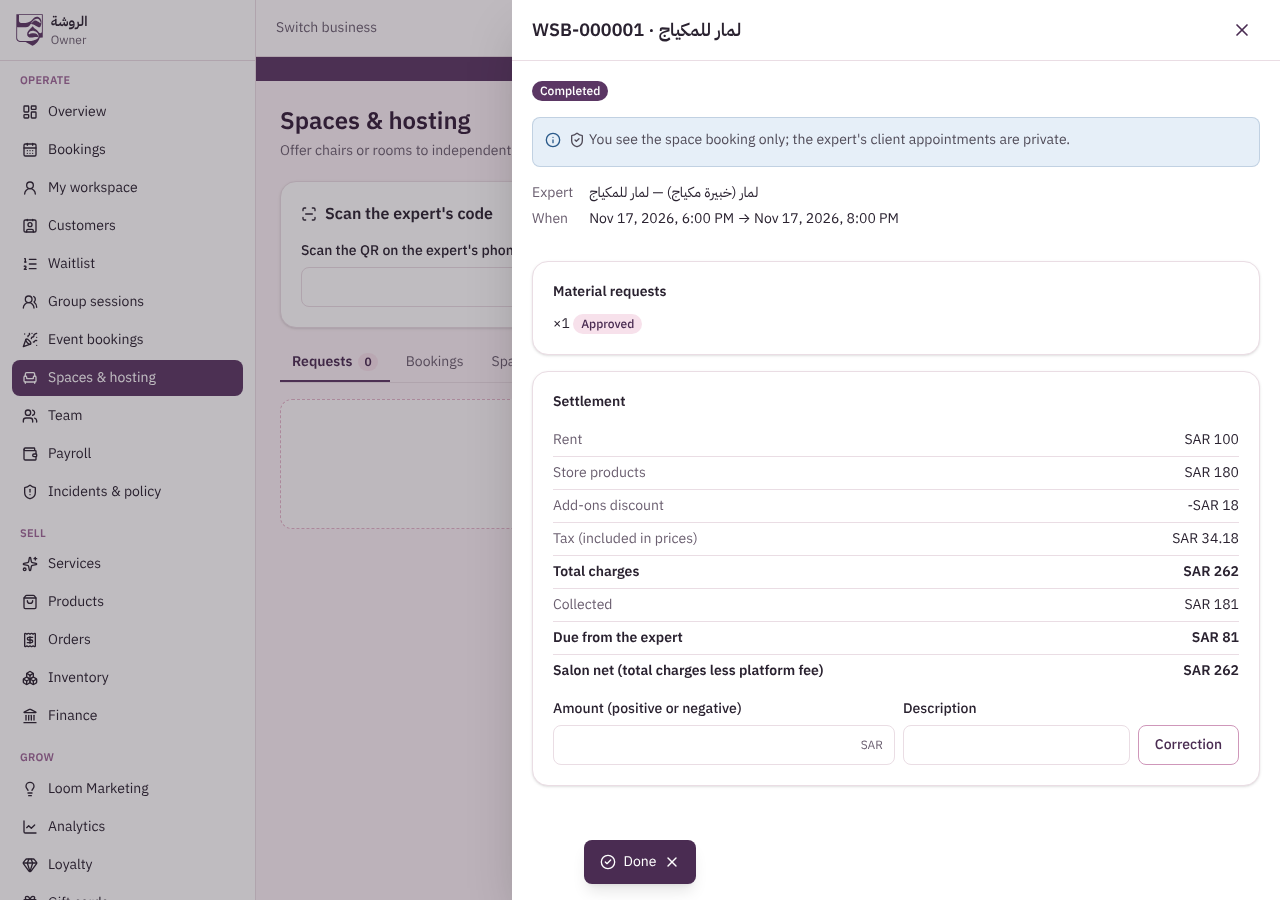 الروشة
Owner
OPERATE
Overview
Bookings
My workspace
Customers
Waitlist
Group sessions
Event bookings
Spaces & hosting
Team
Payroll
Incidents & policy
SELL
Services
Products
Orders
Inventory
Finance
GROW
Loom Marketing
Analytics
Loyalty
Switch business
Spaces & hosting
Offer chairs or rooms to independent
Scan the expert's code
Scan the QR on the expert's phon
Requests 0 Bookings Spa
WSB-000001 · لمار للمكياج
Completed
You see the space booking only; the expert's client appointments are private.
Expert لمار (خبيرة مكياج) — لمار للمكياج
When Nov 17, 2026, 6:00 PM → Nov 17, 2026, 8:00 PM
Material requests
×1 Approved
Settlement
Rent SAR 100
Store products SAR 180
Add-ons discount -SAR 18
Tax (included in prices) SAR 34.18
Total charges SAR 262
Collected SAR 181
Due from the expert SAR 81
Salon net (total charges less platform fee) SAR 262
Amount (positive or negative) Description
SAR Correction
Done